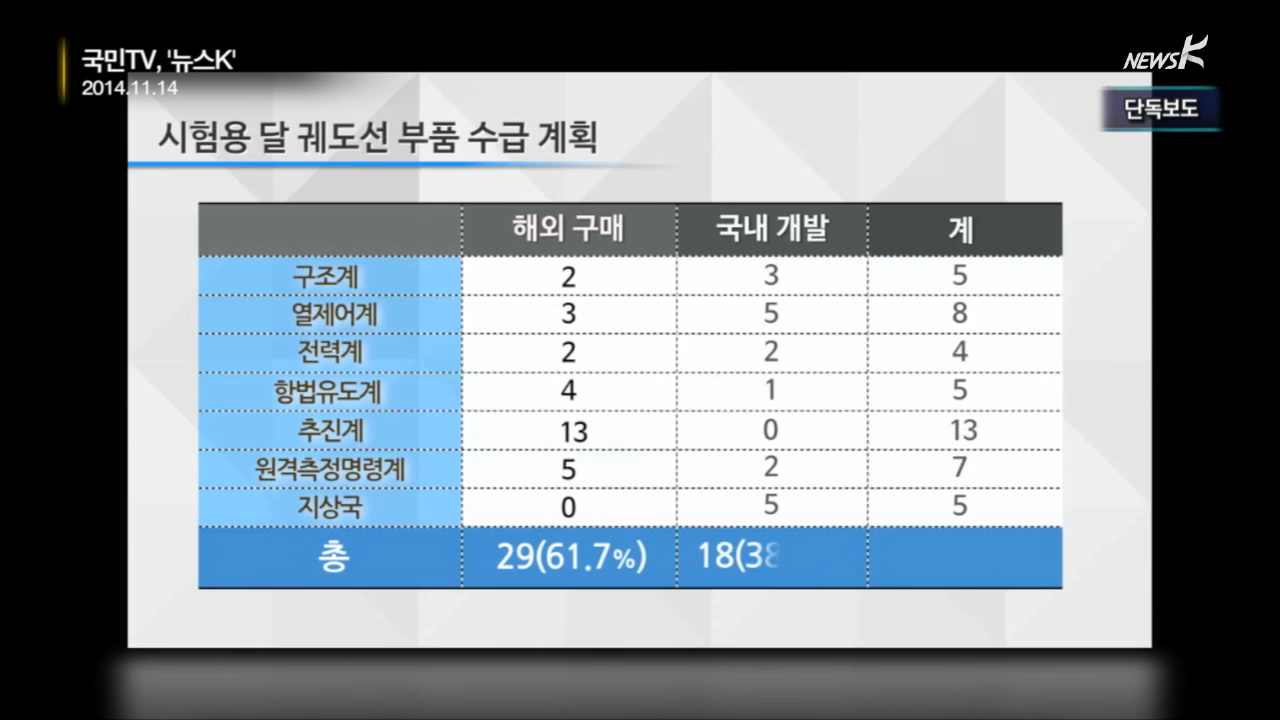 국민TV, '뉴스K'
2014.11.14
NEWS K
단독보도
시험용 달 궤도선 부품 수급 계획
해외 구매 국내 개발 계
구조계 2 3 5
열제어계 3 5 8
전력계 2 2 4
항법유도계 4 1 5
추진계 13 0 13
원격측정명령계 5 2 7
지상국 0 5 5
총 29(61.7%) 18(38